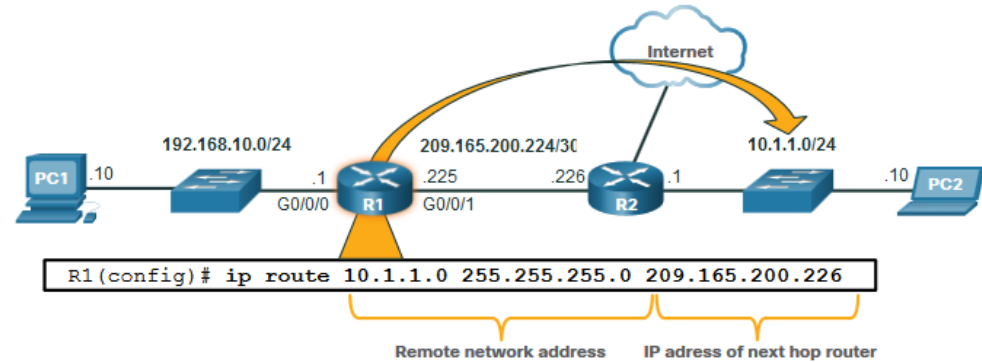 Internet
192.168.10.0/24
209.165.200.224/30
10.1.1.0/24
PC1
.10
.1
G0/0/0
R1
.225
G0/0/1
.226
R2
.1
.10
PC2
R1(config)# ip route 10.1.1.0 255.255.255.0 209.165.200.226
Remote network address
IP adress of next hop router